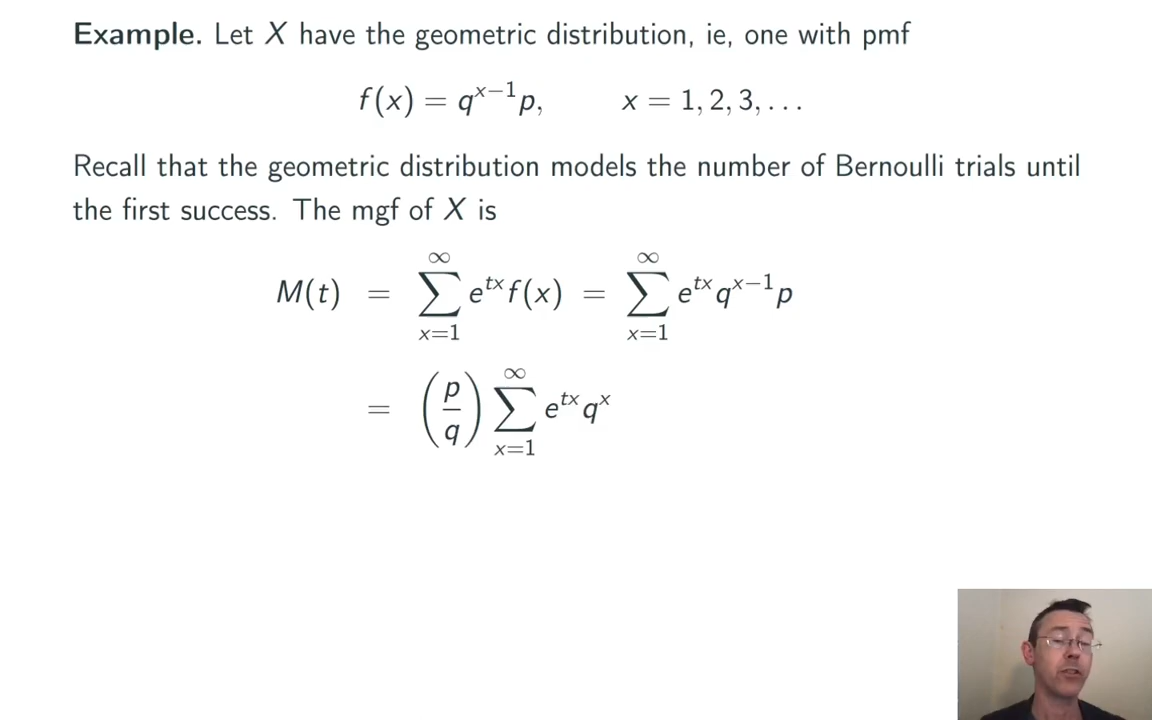 Example. Let X have the geometric distribution, ie, one with pmf
f(x) = q^{x−1}p, x = 1, 2, 3, . . .
Recall that the geometric distribution models the number of Bernoulli trials until
the first success. The mgf of X is
M(t) = ∑_{x=1}^{∞} e^{tx} f(x) = ∑_{x=1}^{∞} e^{tx} q^{x−1} p
= (p/q) ∑_{x=1}^{∞} e^{tx} q^{x}